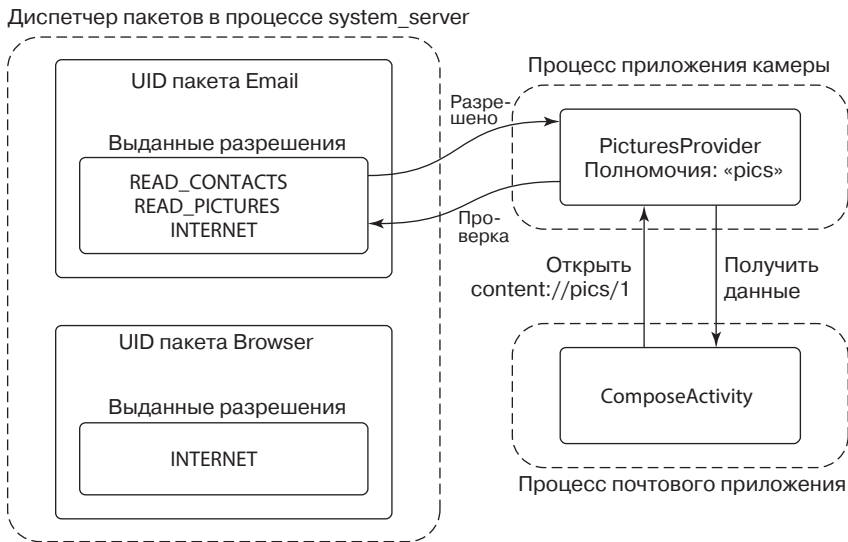 Диспетчер пакетов в процессе system_server
UID пакета Email
Выданные разрешения
READ_CONTACTS
READ_PICTURES
INTERNET
UID пакета Browser
Выданные разрешения
INTERNET
Разре-
шено
Про-
верка
Процесс приложения камеры
PicturesProvider
Полномочия: «pics»
Открыть
content://pics/1
Получить
данные
ComposeActivity
Процесс почтового приложения